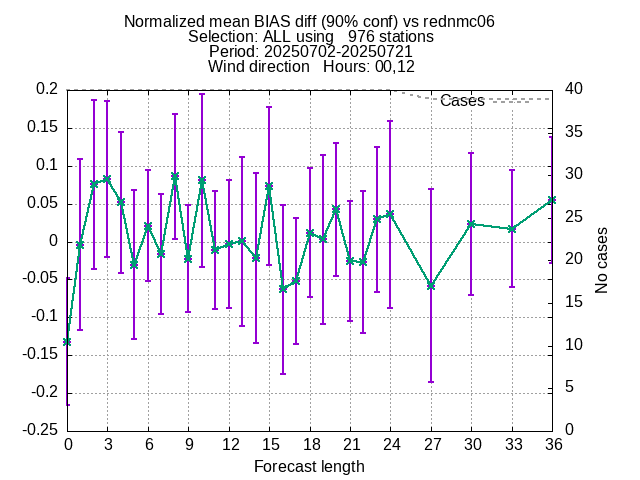 Normalized mean BIAS diff (90% conf) vs rednmc06
Selection: ALL using   976 stations
Period: 20250702-20250721
Wind direction   Hours: 00,12
Cases
0.2
0.15
0.1
0.05
0
-0.05
-0.1
-0.15
-0.2
-0.25
40
35
30
25
20
15
10
5
0
No cases
0 3 6 9 12 15 18 21 24 27 30 33 36
Forecast length